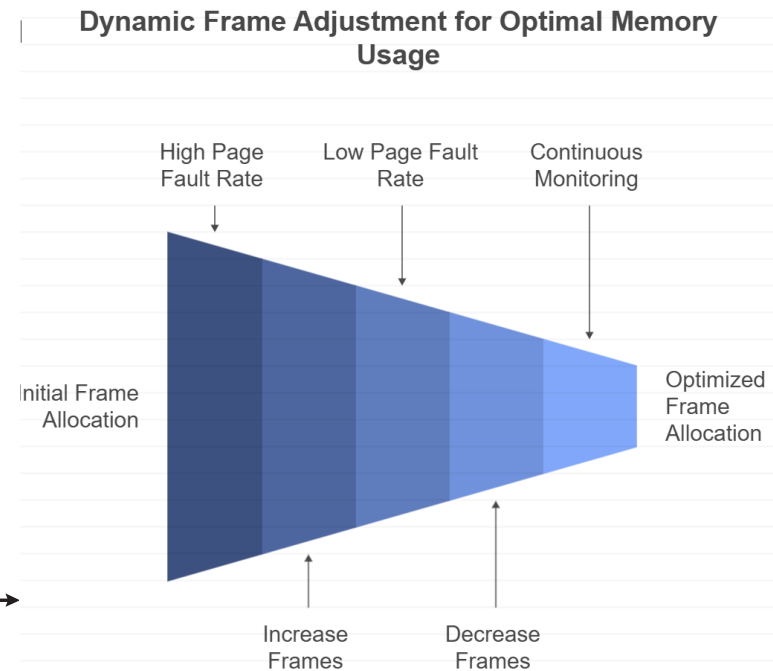 Dynamic Frame Adjustment for Optimal Memory
Usage
High Page
Fault Rate
Low Page Fault
Rate
Continuous
Monitoring
Initial Frame
Allocation
Optimized
Frame
Allocation
Increase
Frames
Decrease
Frames